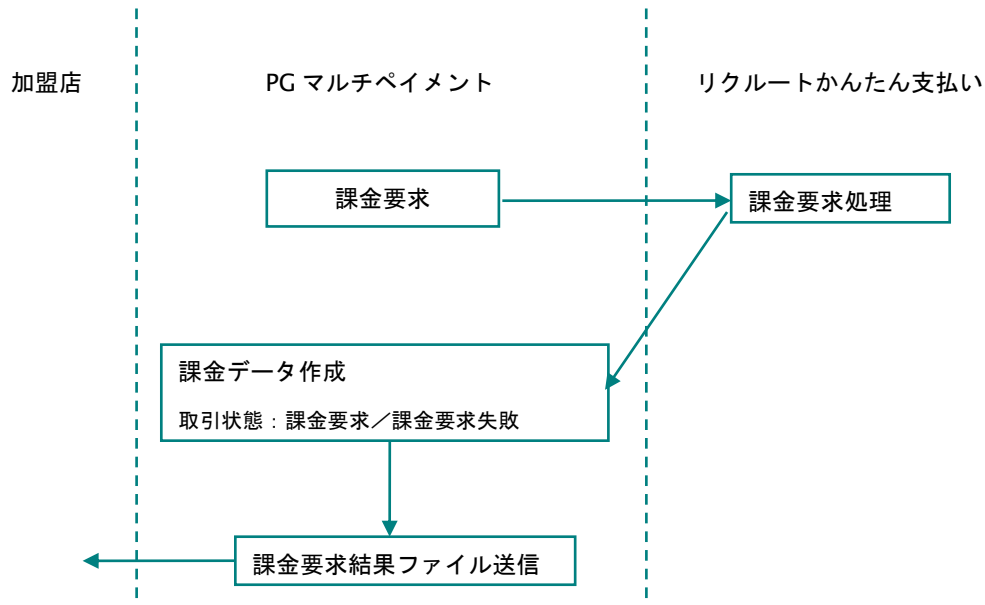 加盟店
PG マルチペイメント
リクルートかんたん支払い
課金要求
課金要求処理
課金データ作成
取引状態：課金要求／課金要求失敗
課金要求結果ファイル送信